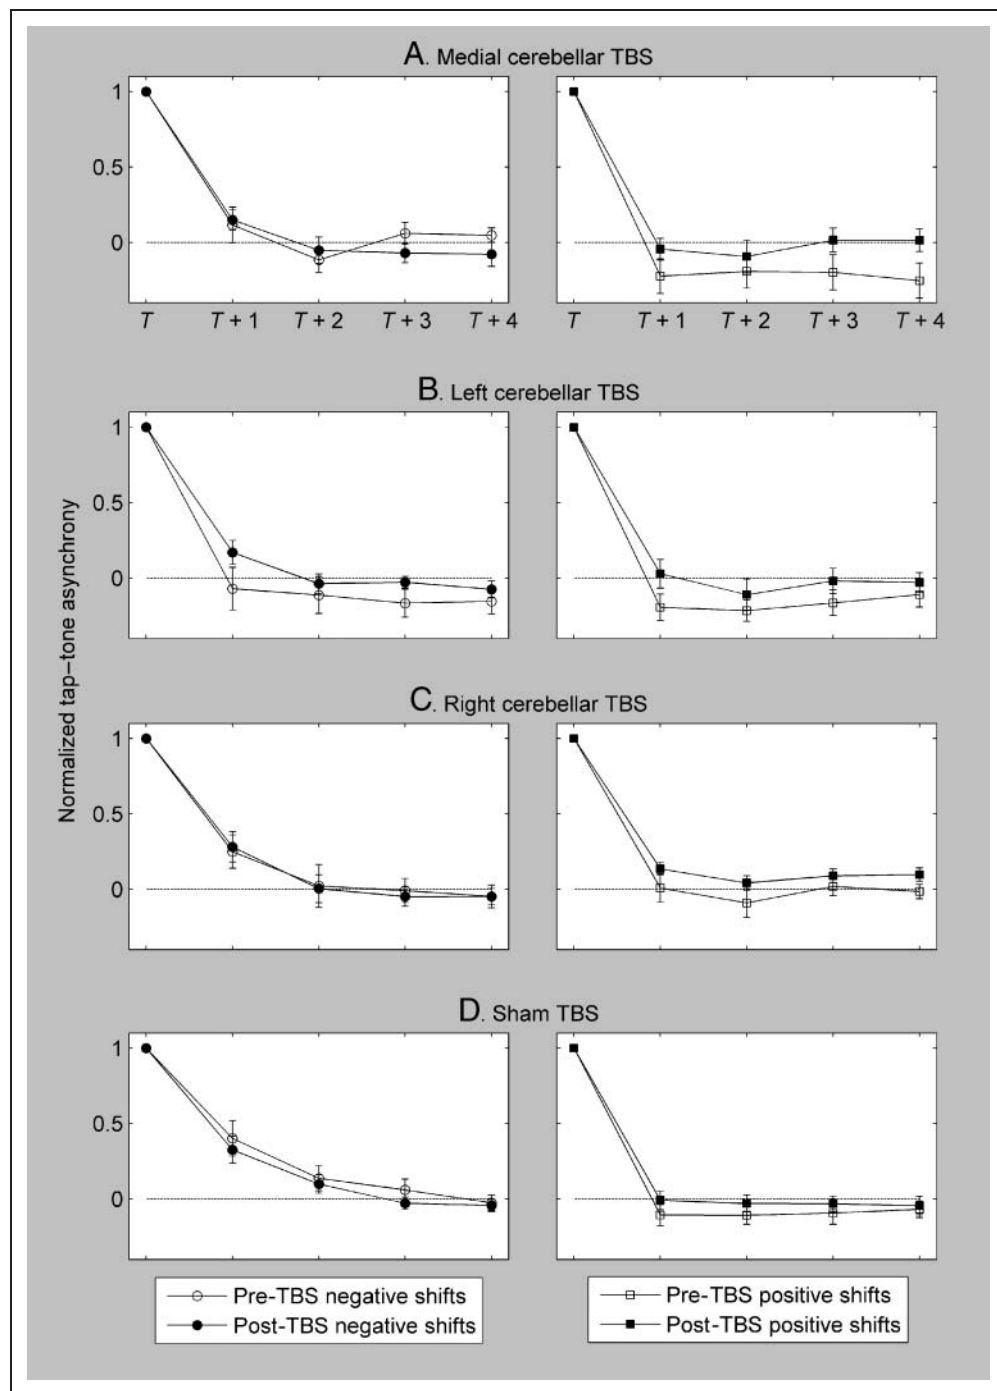 A. Medial cerebellar TBS
1
0.5
0
T T + 1 T + 2 T + 3 T + 4
T T + 1 T + 2 T + 3 T + 4
B. Left cerebellar TBS
1
0.5
0
Normalized tap–tone asynchrony
C. Right cerebellar TBS
1
0.5
0
D. Sham TBS
1
0.5
0
Pre-TBS negative shifts
Post-TBS negative shifts
Pre-TBS positive shifts
Post-TBS positive shifts